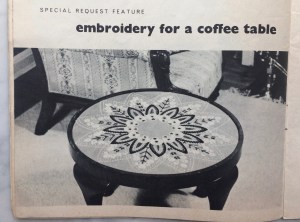 SPECIAL REQUEST FEATURE
embroidery for a coffee table